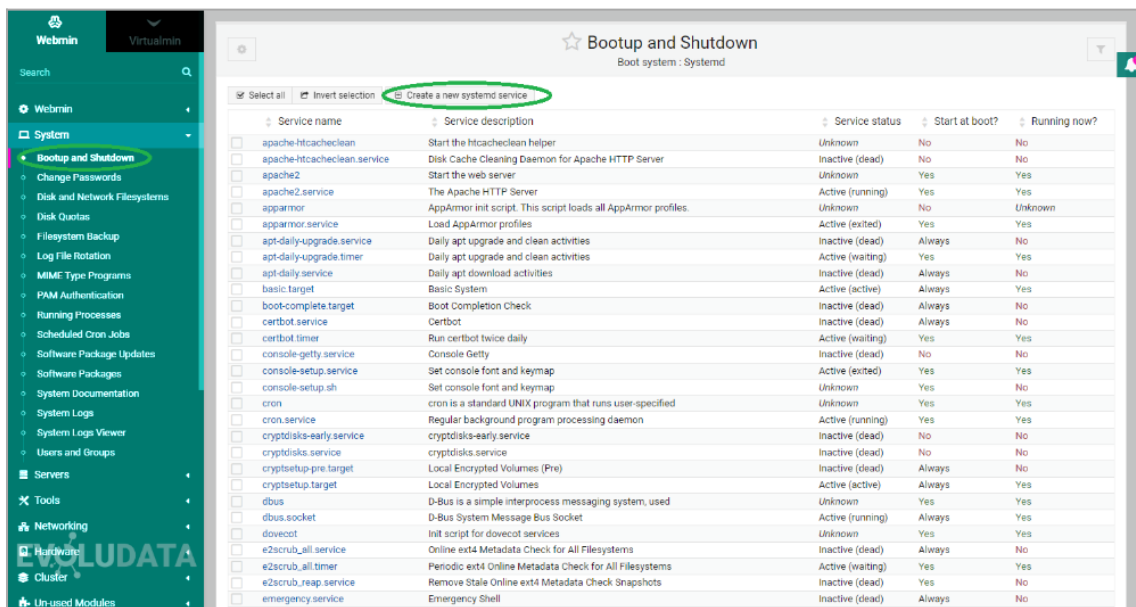 Webmin
Virtualmin
Search
Webmin
System
Bootup and Shutdown
Change Passwords
Disk and Network Filesystems
Disk Quotas
Filesystem Backup
Log File Rotation
MIME Type Programs
PAM Authentication
Running Processes
Scheduled Cron Jobs
Software Package Updates
Software Packages
System Documentation
System Logs
System Logs Viewer
Users and Groups
Servers
Tools
Networking
Hardware
EVOLUDATA
Cluster
Un-used Modules
Bootup and Shutdown
Boot system : Systemd
Select all Invert selection Create a new systemd service
Service name Service description Service status Start at boot? Running now?
apache-htcacheclean Start the htcacheclean helper Unknown No No
apache-htcacheclean.service Disk Cache Cleaning Daemon for Apache HTTP Server Inactive (dead) No No
apache2 Start the web server Unknown Yes Yes
apache2.service The Apache HTTP Server Active (running) Yes Yes
apparmor AppArmor init script. This script loads all AppArmor profiles. Unknown No Unknown
apparmor.service Load AppArmor profiles Active (exited) Yes Yes
apt-daily-upgrade.service Daily apt upgrade and clean activities Inactive (dead) Always No
apt-daily-upgrade.timer Daily apt upgrade and clean activities Active (waiting) Yes Yes
apt-daily.service Daily apt download activities Inactive (dead) Always No
basic.target Basic System Active (active) Always Yes
boot-complete.target Boot Completion Check Inactive (dead) Always No
certbot.service Certbot Inactive (dead) Always No
certbot.timer Run certbot twice daily Active (waiting) Yes Yes
console-getty.service Console Getty Inactive (dead) No No
console-setup.service Set console font and keymap Active (exited) Yes Yes
console-setup.sh Set console font and keymap Unknown Yes No
cron cron is a standard UNIX program that runs user-specified Unknown Yes Yes
cron.service Regular background program processing daemon Active (running) Yes Yes
cryptdisks-early.service cryptdisks-early.service Inactive (dead) No No
cryptdisks.service cryptdisks.service Inactive (dead) No No
cryptsetup-pre.target Local Encrypted Volumes (Pre) Inactive (dead) Always No
cryptsetup.target Local Encrypted Volumes Active (active) Always Yes
dbus D-Bus is a simple interprocess messaging system, used Unknown Yes Yes
dbus.socket D-Bus System Message Bus Socket Active (running) Always Yes
dovecot Init script for dovecot services Unknown Yes Yes
e2scrub_all.service Online ext4 Metadata Check for All Filesystems Inactive (dead) Always No
e2scrub_all.timer Periodic ext4 Online Metadata Check for All Filesystems Active (waiting) Yes Yes
e2scrub_reap.service Remove Stale Online ext4 Metadata Check Snapshots Inactive (dead) Yes No
emergency.service Emergency Shell Inactive (dead) Always No